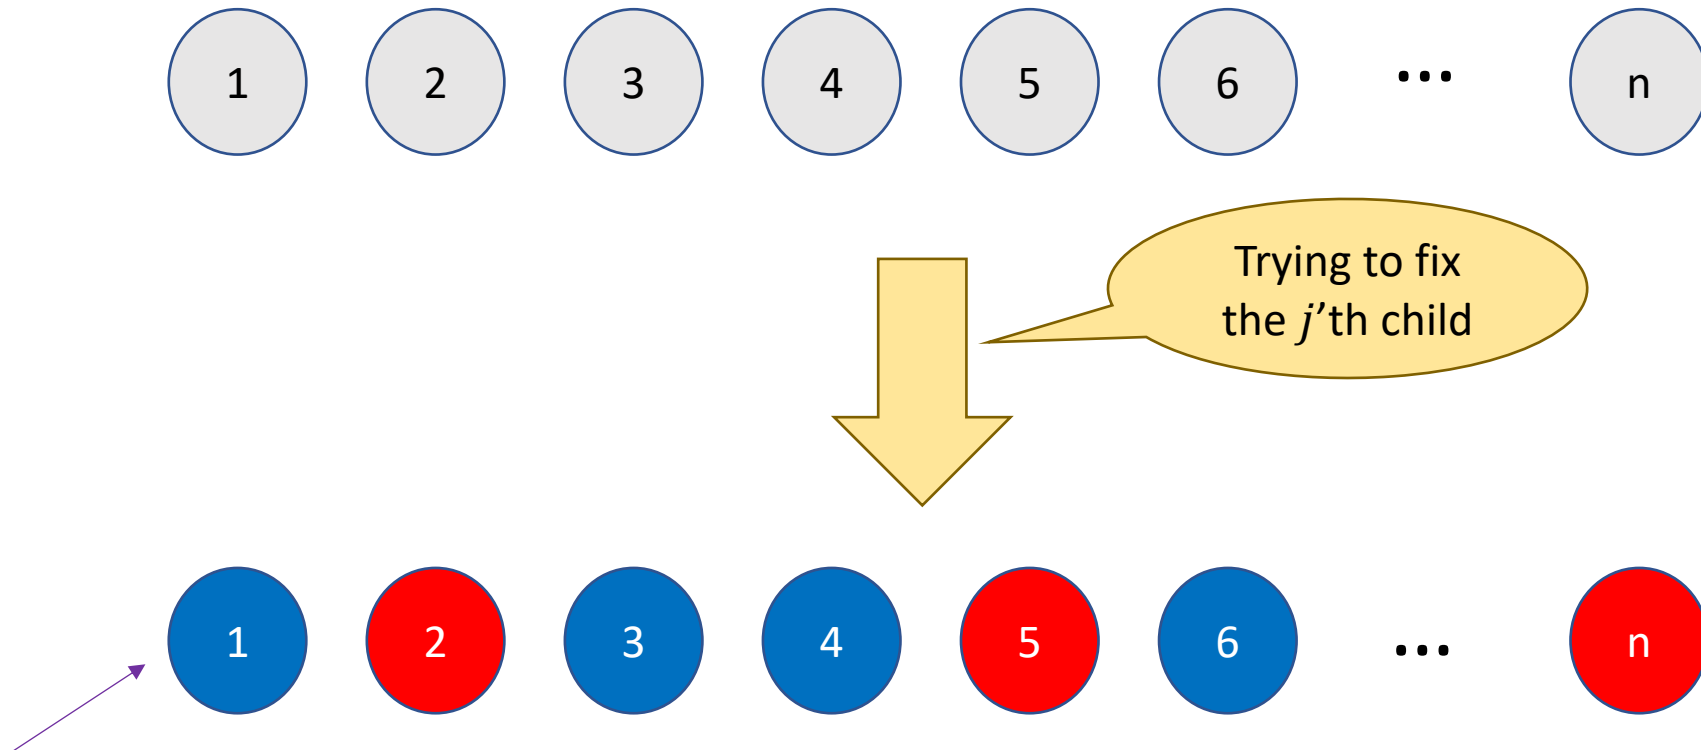 1 2 3 4 5 6 ... n
Trying to fix
the j’th child
1 2 3 4 5 6 ... n